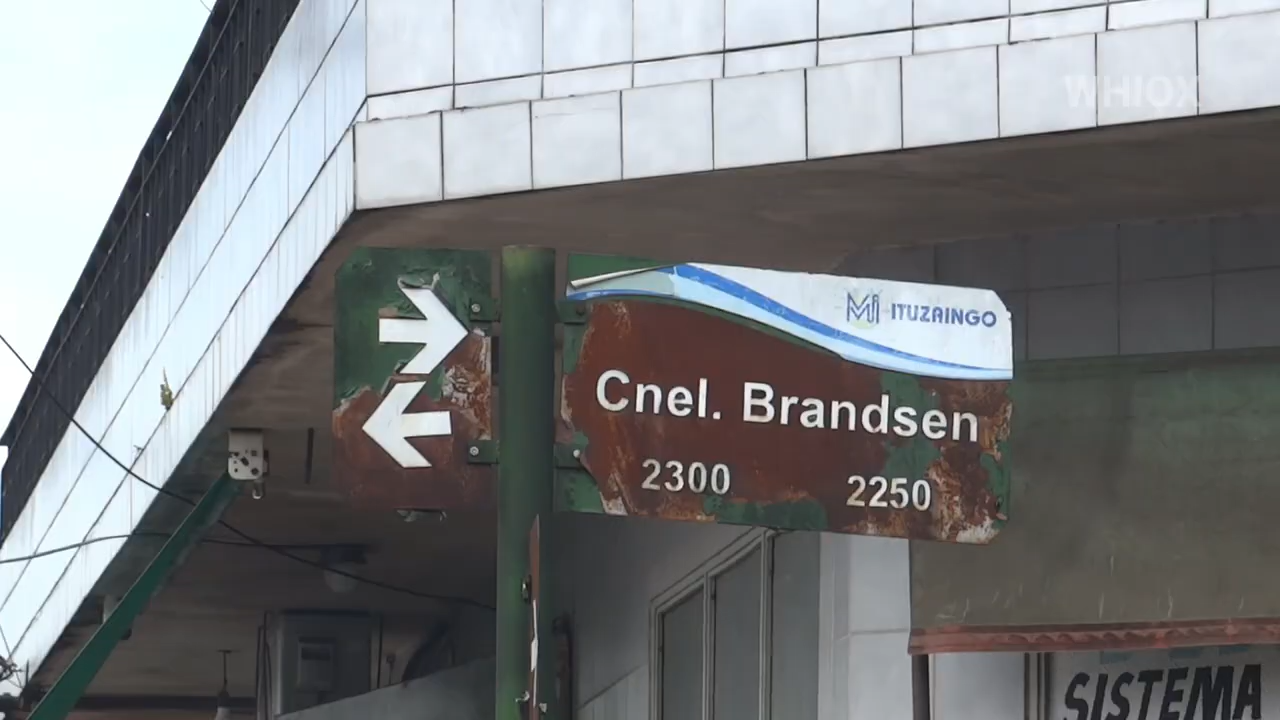 WHIOX
Mi ITUZAINGO
Cnel. Brandsen
2300 2250
SISTEMA